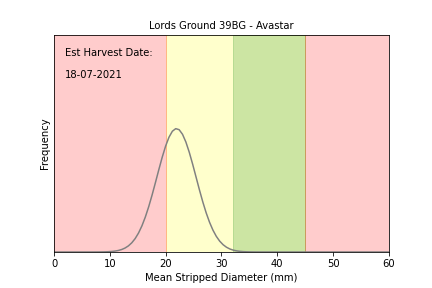 Lords Ground 39BG - Avastar
Est Harvest Date:
18-07-2021
Frequency
0 10 20 30 40 50 60
Mean Stripped Diameter (mm)